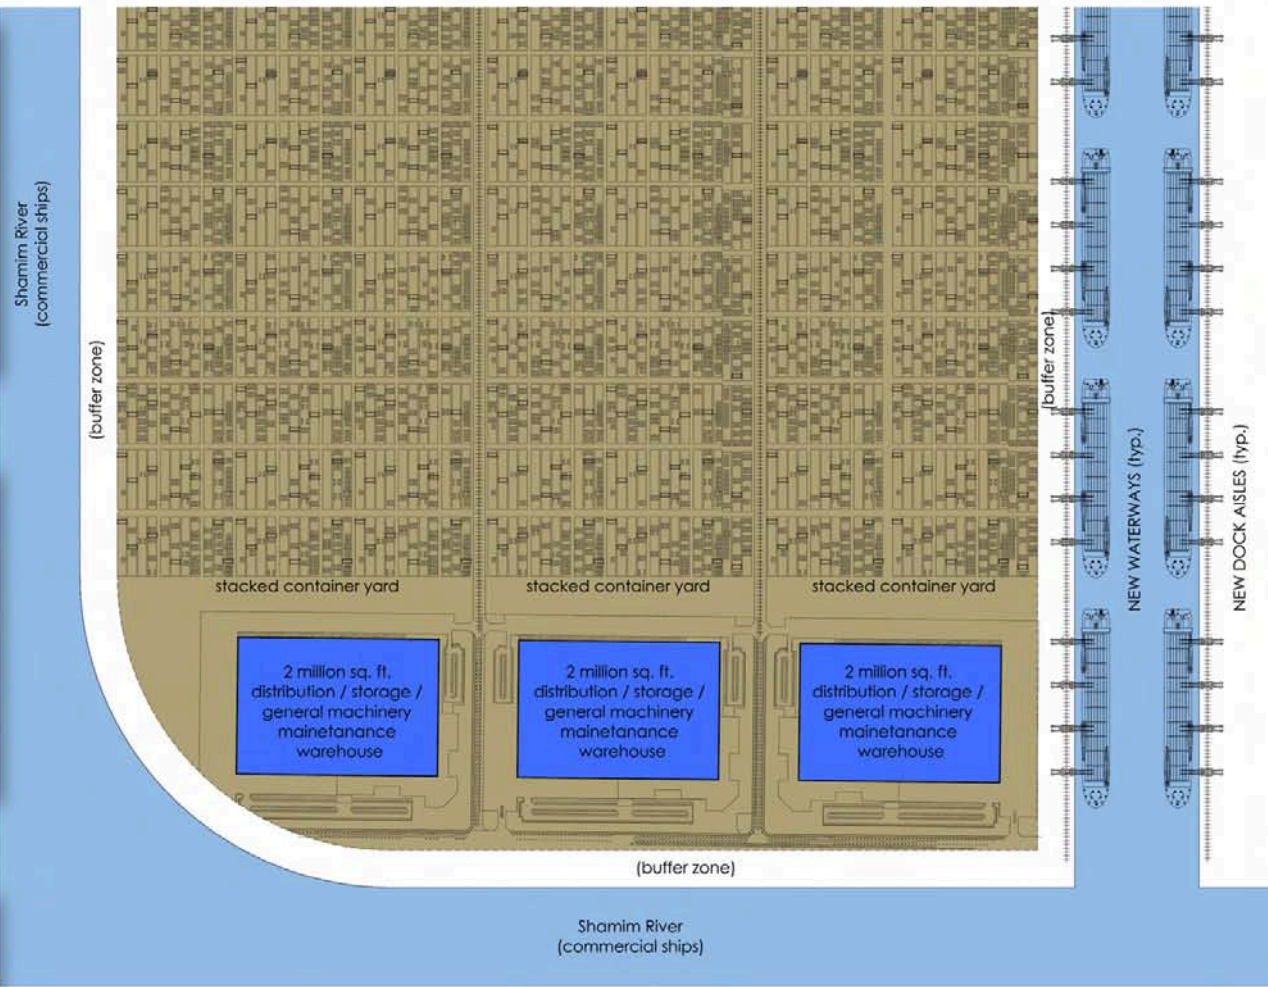 Shamim River
(commercial ships)
(buffer zone)
(buffer zone)
NEW WATERWAYS (typ.)
NEW DOCK AISLES (typ.)
stacked container yard
stacked container yard
stacked container yard
2 million sq. ft.
distribution / storage /
general machinery
mainetanance
warehouse
2 million sq. ft.
distribution / storage /
general machinery
mainetanance
warehouse
2 million sq. ft.
distribution / storage /
general machinery
mainetanance
warehouse
(buffer zone)
Shamim River
(commercial ships)